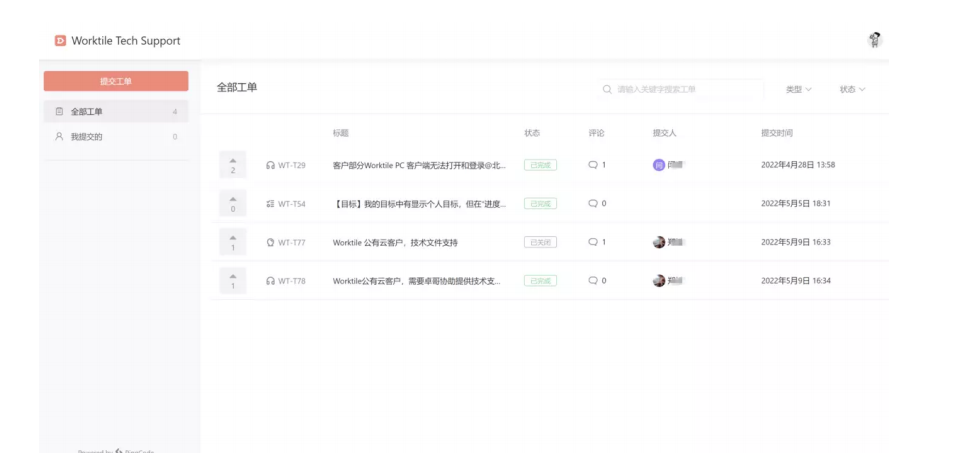 Worktile Tech Support
提交工单
全部工单 4
我提交的 0
全部工单
请输入关键字搜索工单
类型
状态
标题 状态 评论 提交人 提交时间
2 WT-T29 客户部分Worktile PC 客户端无法打开和登录@北... 已完成 1 2022年4月28日 13:58
0 WT-T54 【目标】我的目标中有显示个人目标，但在“进度... 已完成 0 2022年5月5日 18:31
1 WT-T77 Worktile 公有云客户，技术文件支持 已关闭 1 2022年5月9日 16:33
1 WT-T78 Worktile公有云客户，需要卓哥协助提供技术支... 已完成 0 2022年5月9日 16:34
Powered by PingCode